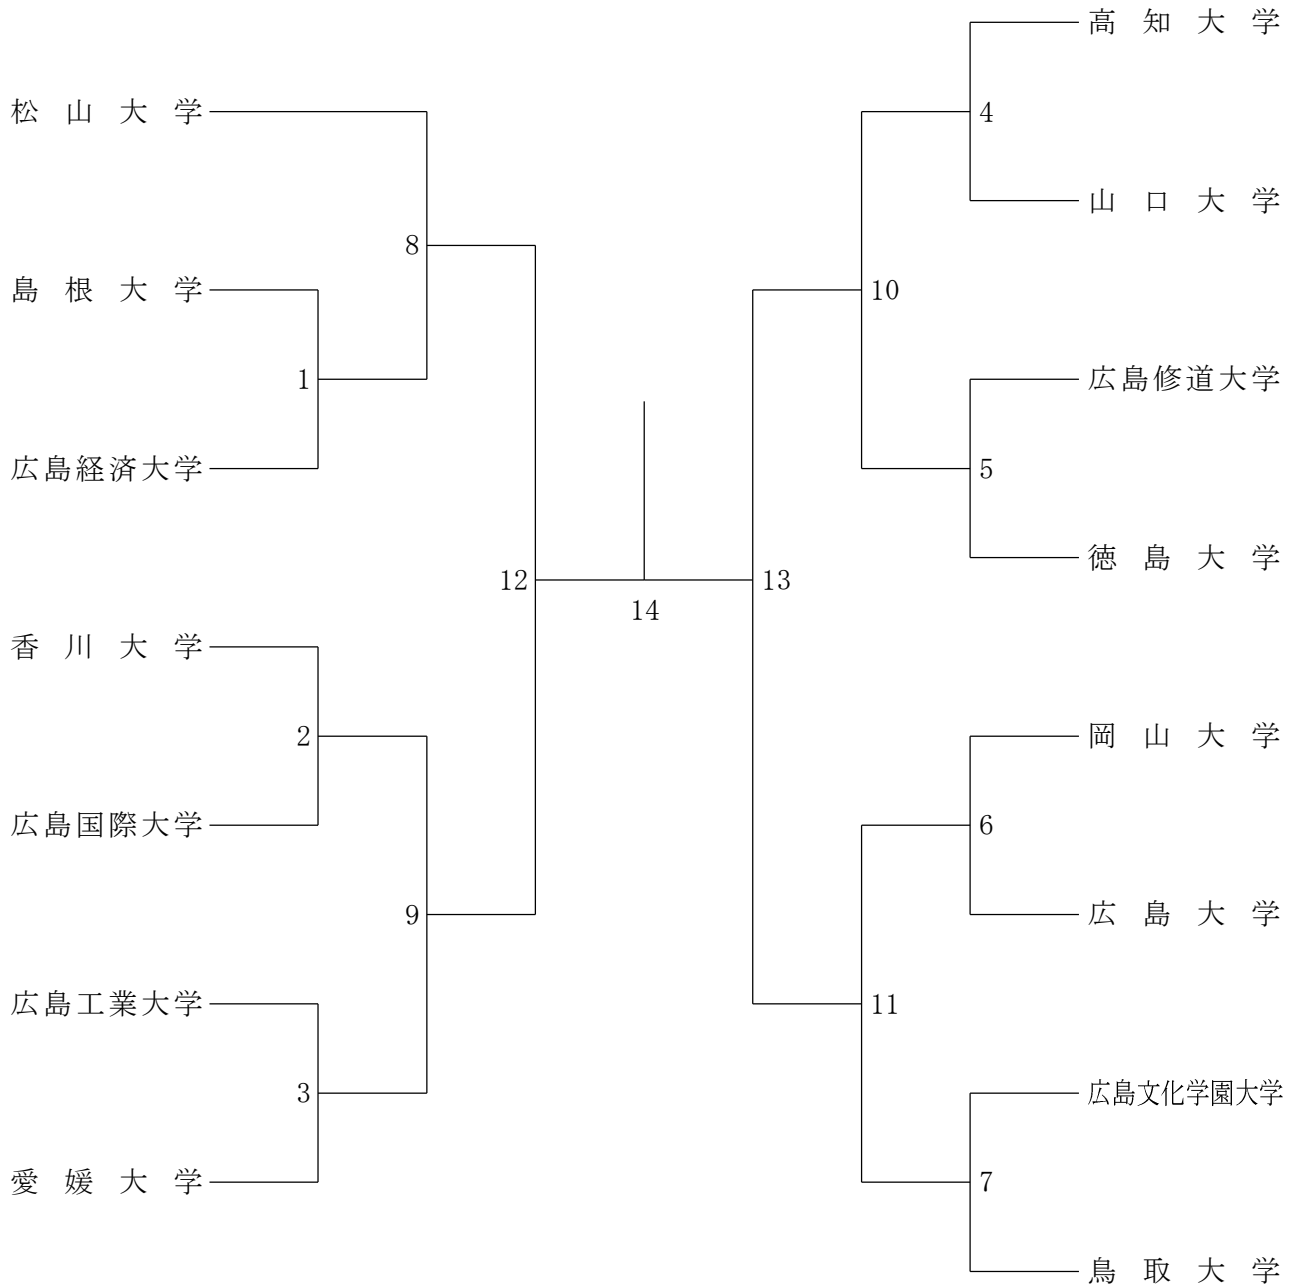 松山大学
島根大学
広島経済大学
香川大学
広島国際大学
広島工業大学
愛媛大学
1
2
3
8
9
12
14
13
10
11
4
5
6
7
高知大学
山口大学
広島修道大学
徳島大学
岡山大学
広島大学
広島文化学園大学
鳥取大学